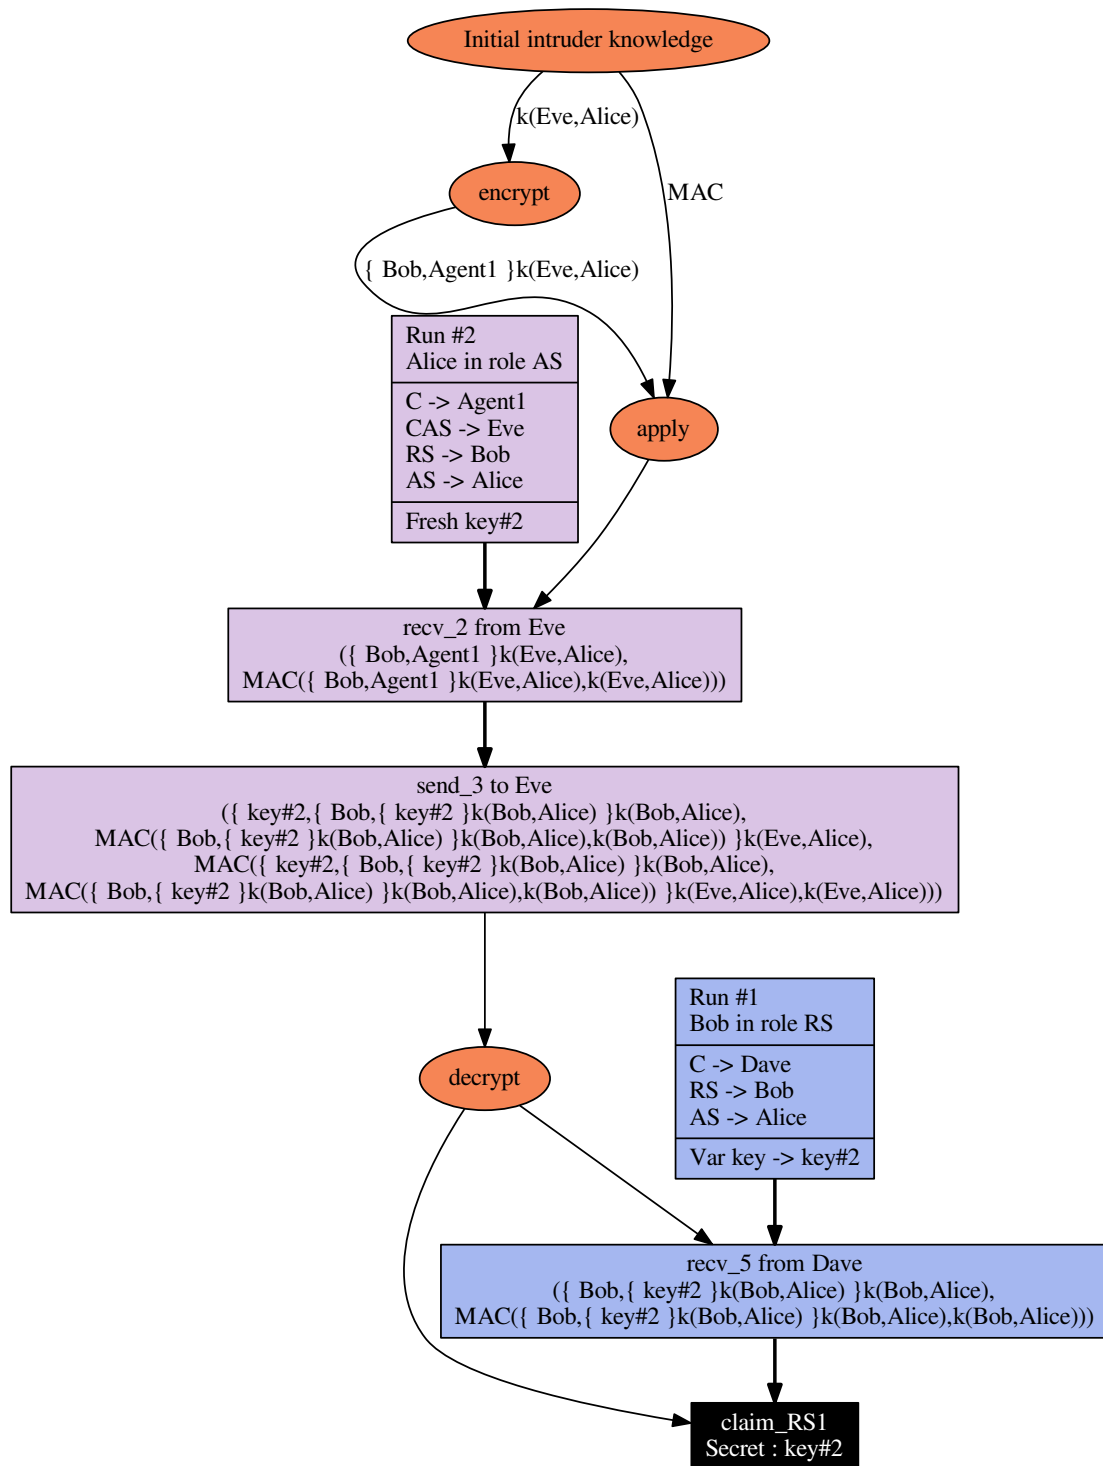 Initial intruder knowledge
k(Eve,Alice)
encrypt
MAC
{ Bob,Agent1 }k(Eve,Alice)
Run #2
Alice in role AS
C -> Agent1
CAS -> Eve
RS -> Bob
AS -> Alice
Fresh key#2
apply
recv_2 from Eve
({ Bob,Agent1 }k(Eve,Alice),
MAC({ Bob,Agent1 }k(Eve,Alice),k(Eve,Alice)))
send_3 to Eve
({ key#2,{ Bob,{ key#2 }k(Bob,Alice) }k(Bob,Alice),
MAC({ Bob,{ key#2 }k(Bob,Alice) }k(Bob,Alice),k(Bob,Alice)) }k(Eve,Alice),
MAC({ key#2,{ Bob,{ key#2 }k(Bob,Alice) }k(Bob,Alice),
MAC({ Bob,{ key#2 }k(Bob,Alice) }k(Bob,Alice),k(Bob,Alice)) }k(Eve,Alice),k(Eve,Alice)))
decrypt
Run #1
Bob in role RS
C -> Dave
RS -> Bob
AS -> Alice
Var key -> key#2
recv_5 from Dave
({ Bob,{ key#2 }k(Bob,Alice) }k(Bob,Alice),
MAC({ Bob,{ key#2 }k(Bob,Alice) }k(Bob,Alice),k(Bob,Alice)))
claim_RS1
Secret : key#2